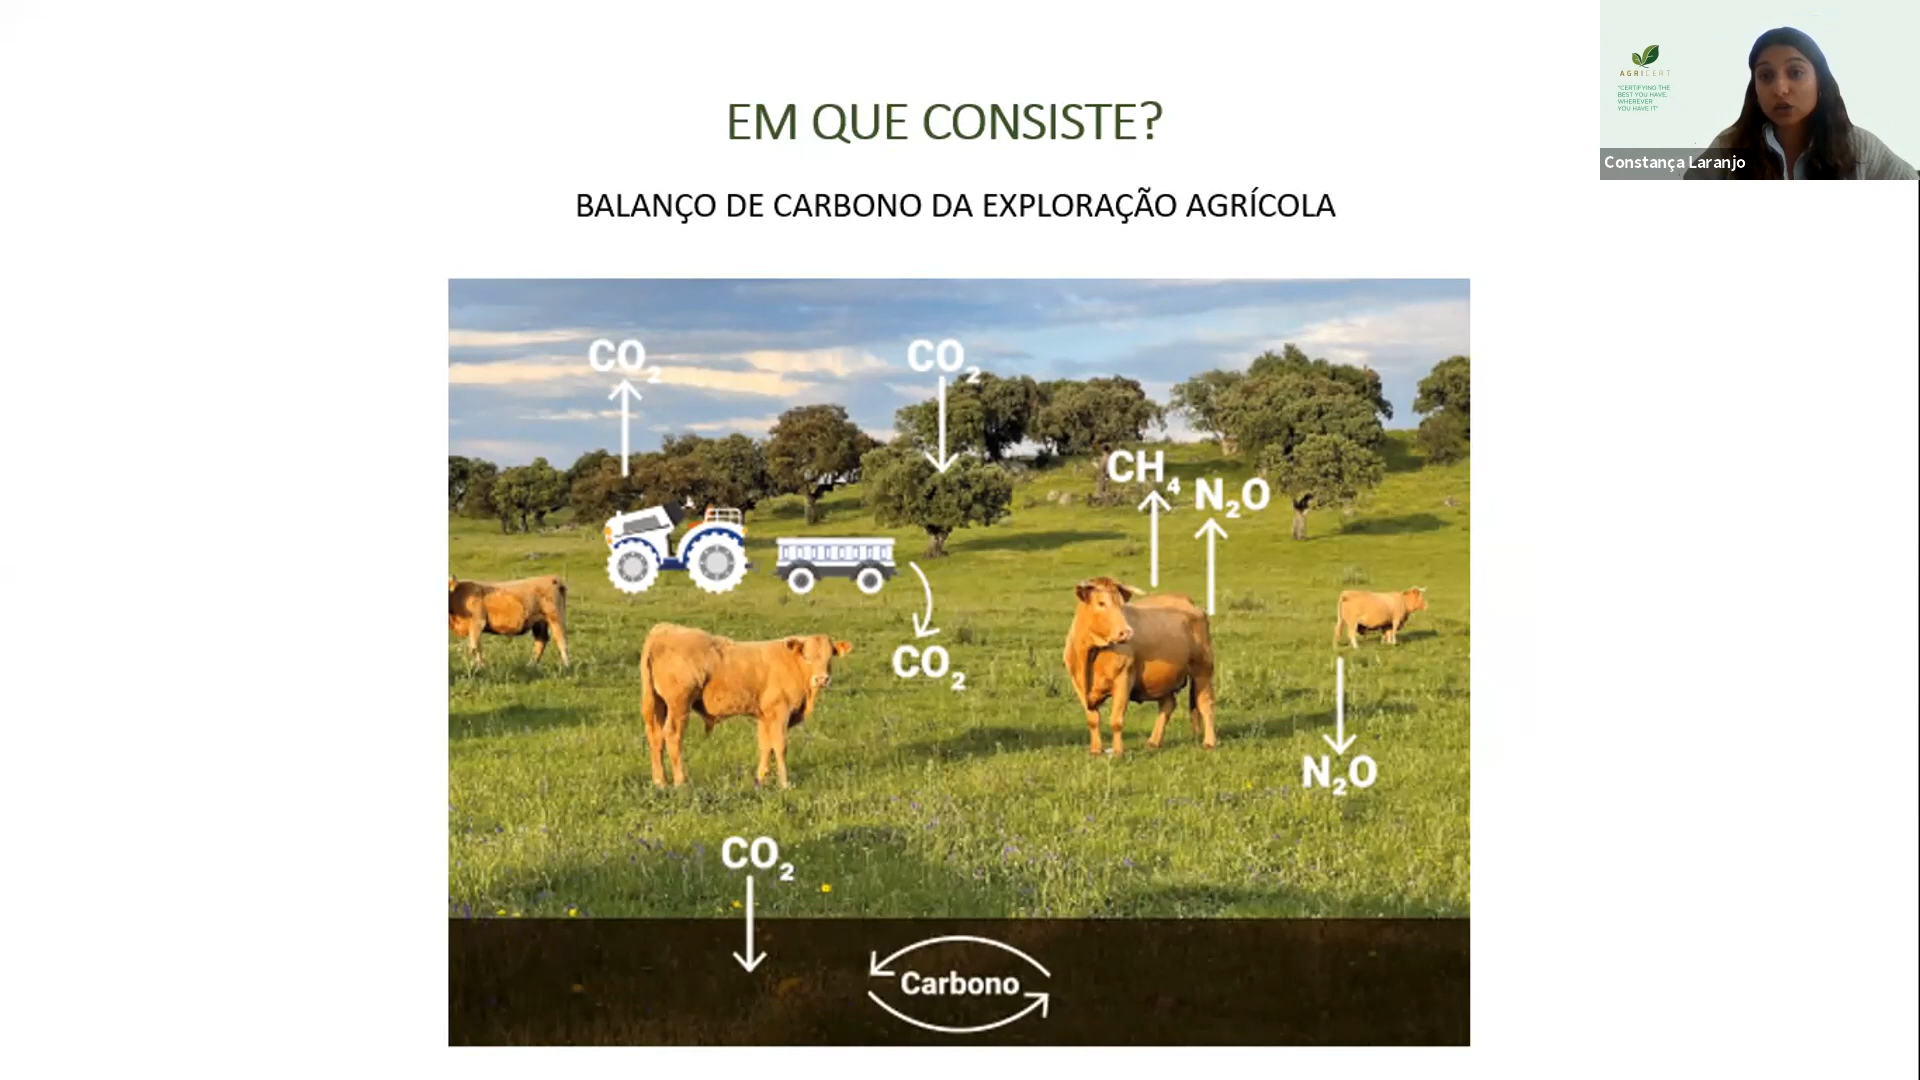 EM QUE CONSISTE?
BALANÇO DE CARBONO DA EXPLORAÇÃO AGRÍCOLA
AGRICERT
"CERTIFYING THE
BEST YOU HAVE,
WHEREVER
YOU HAVE IT"
Constança Laranjo
CO₂
CO₂
CH₄
N₂O
CO₂
N₂O
CO₂
Carbono